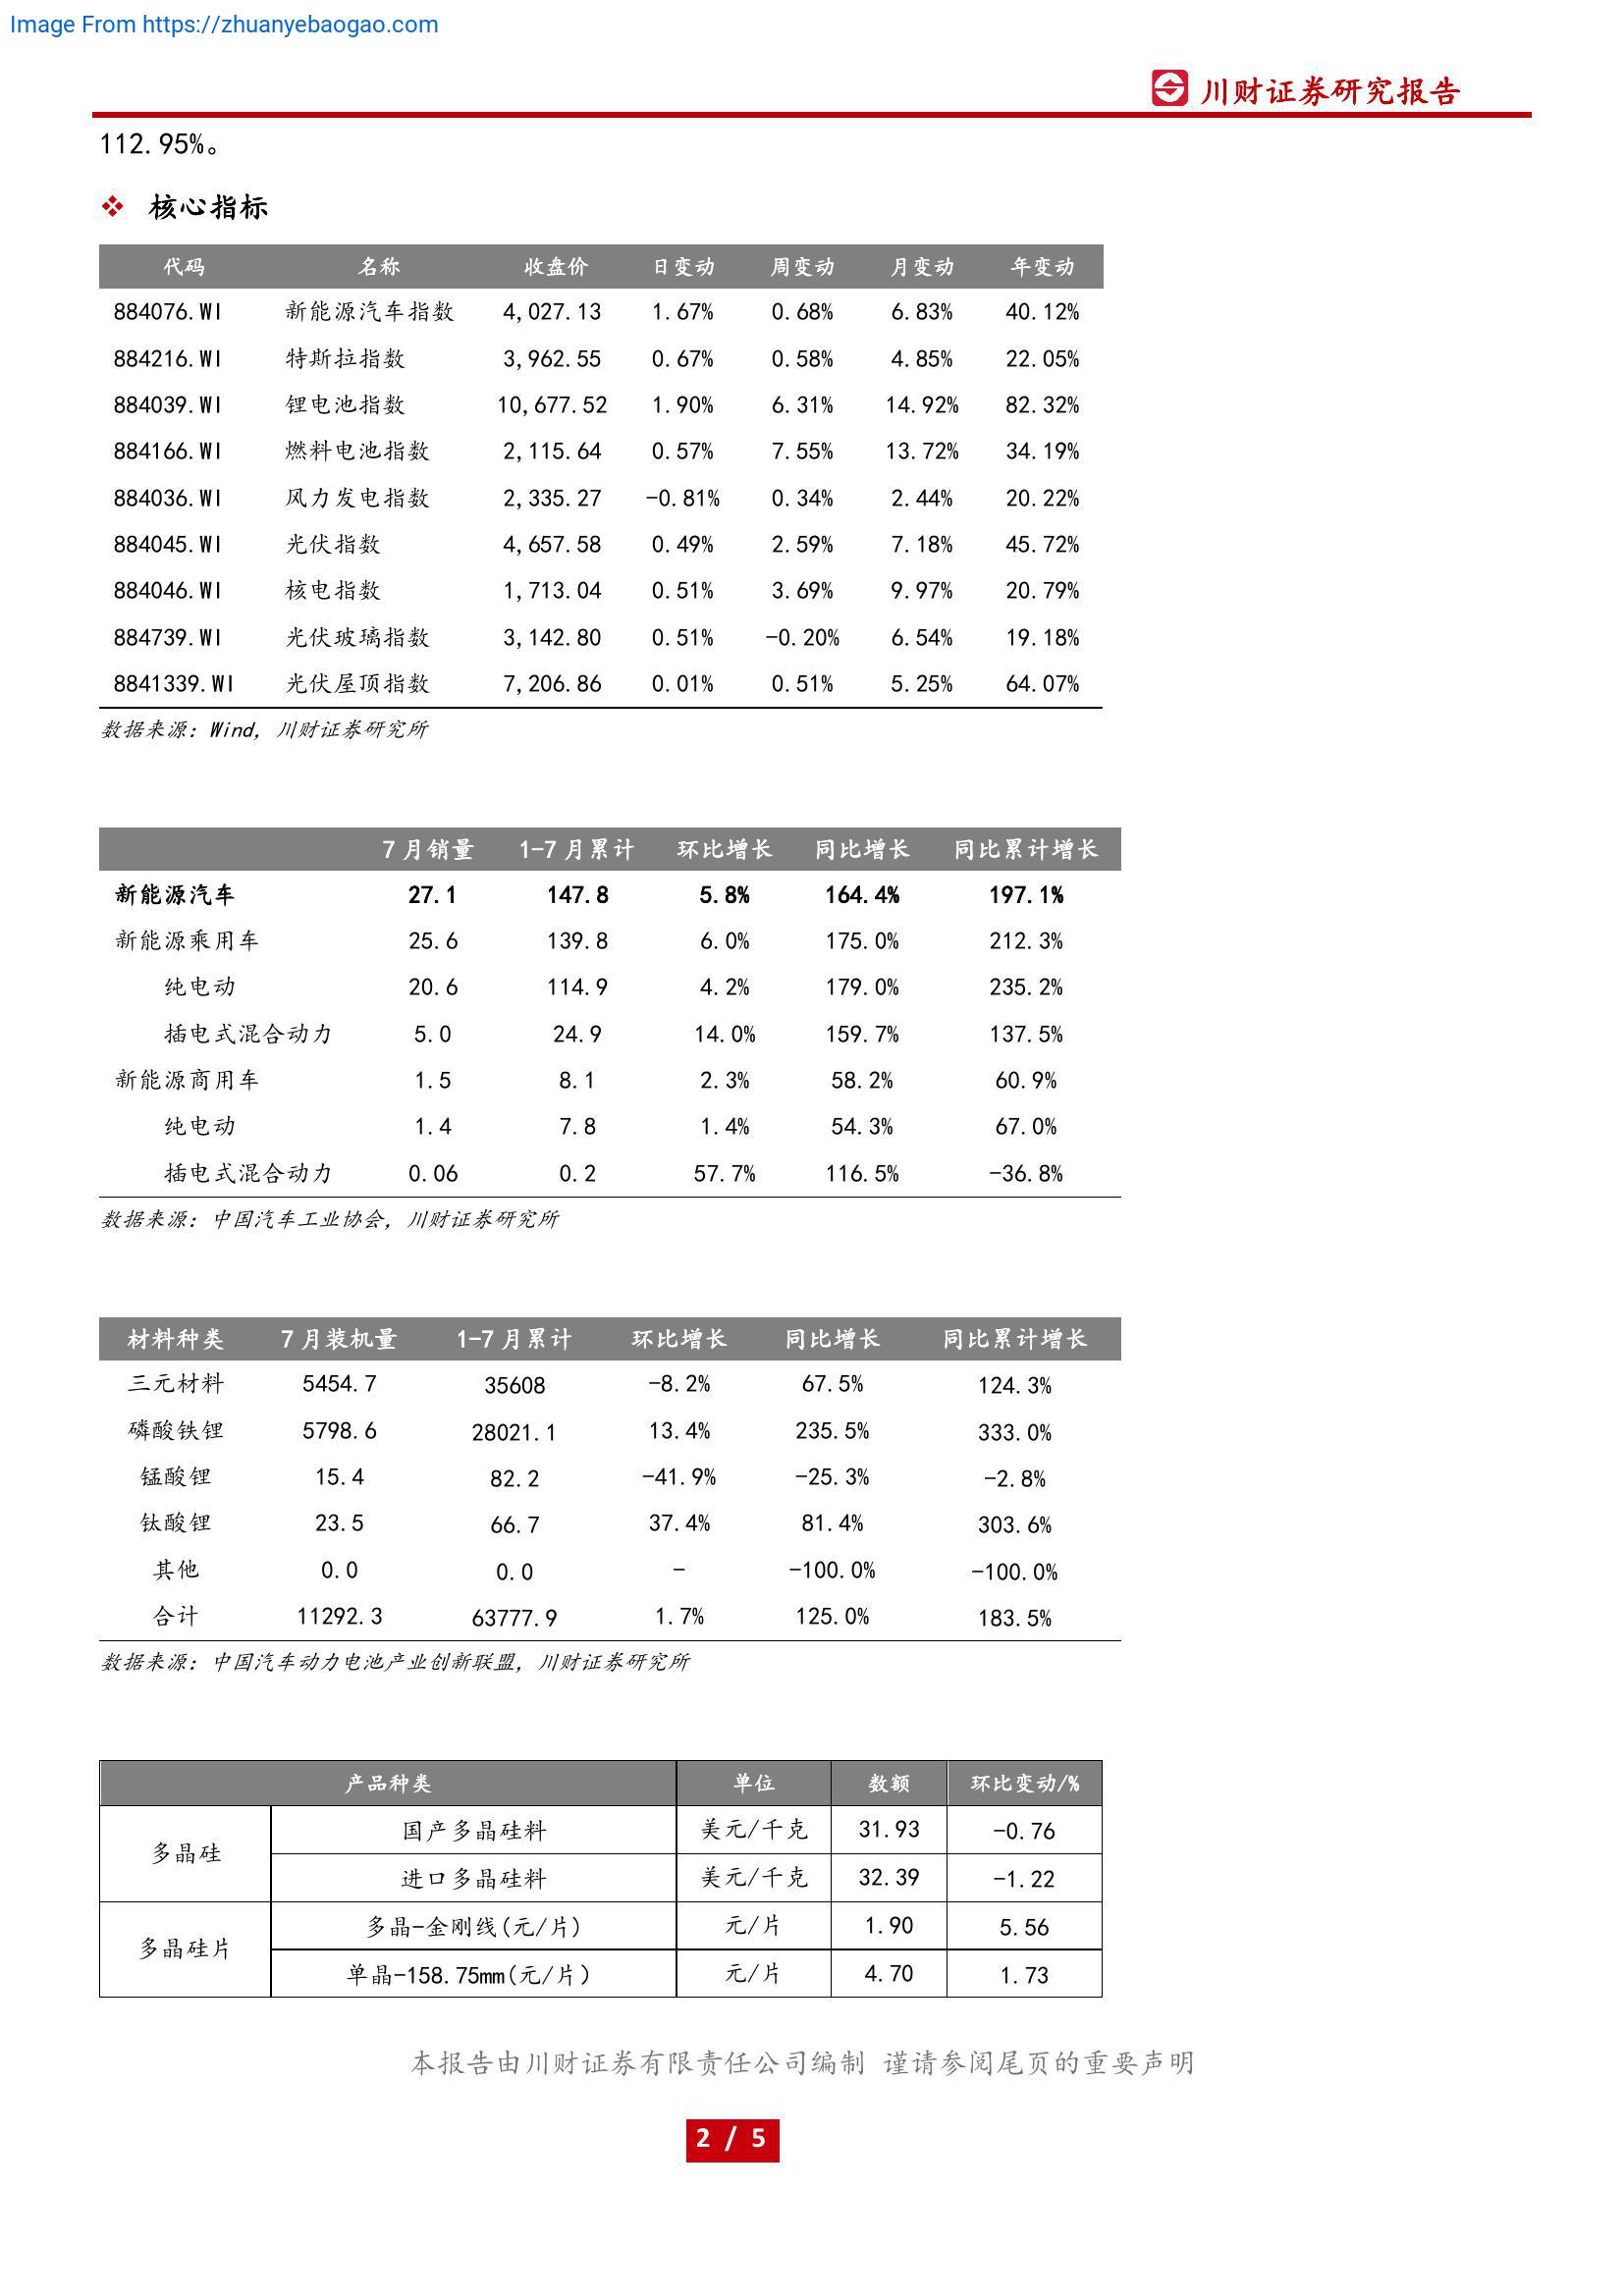 Image From https://zhuanyebaogao.com
川财证券研究报告
112.95%。
核心指标
代码 名称 收盘价 日变动 周变动 月变动 年变动
884076.WI 新能源汽车指数 4,027.13 1.67% 0.68% 6.83% 40.12%
884216.WI 特斯拉指数 3,962.55 0.67% 0.58% 4.85% 22.05%
884039.WI 锂电池指数 10,677.52 1.90% 6.31% 14.92% 82.32%
884166.WI 燃料电池指数 2,115.64 0.57% 7.55% 13.72% 34.19%
884036.WI 风力发电指数 2,335.27 -0.81% 0.34% 2.44% 20.22%
884045.WI 光伏指数 4,657.58 0.49% 2.59% 7.18% 45.72%
884046.WI 核电指数 1,713.04 0.51% 3.69% 9.97% 20.79%
884739.WI 光伏玻璃指数 3,142.80 0.51% -0.20% 6.54% 19.18%
8841339.WI 光伏屋顶指数 7,206.86 0.01% 0.51% 5.25% 64.07%
数据来源：Wind，川财证券研究所
7月销量 1-7月累计 环比增长 同比增长 同比累计增长
新能源汽车 27.1 147.8 5.8% 164.4% 197.1%
新能源乘用车 25.6 139.8 6.0% 175.0% 212.3%
纯电动 20.6 114.9 4.2% 179.0% 235.2%
插电式混合动力 5.0 24.9 14.0% 159.7% 137.5%
新能源商用车 1.5 8.1 2.3% 58.2% 60.9%
纯电动 1.4 7.8 1.4% 54.3% 67.0%
插电式混合动力 0.06 0.2 57.7% 116.5% -36.8%
数据来源：中国汽车工业协会，川财证券研究所
材料种类 7月装机量 1-7月累计 环比增长 同比增长 同比累计增长
三元材料 5454.7 35608 -8.2% 67.5% 124.3%
磷酸铁锂 5798.6 28021.1 13.4% 235.5% 333.0%
锰酸锂 15.4 82.2 -41.9% -25.3% -2.8%
钛酸锂 23.5 66.7 37.4% 81.4% 303.6%
其他 0.0 0.0 - -100.0% -100.0%
合计 11292.3 63777.9 1.7% 125.0% 183.5%
数据来源：中国汽车动力电池产业创新联盟，川财证券研究所
产品种类 单位 数额 环比变动/%
多晶硅 国产多晶硅料 美元/千克 31.93 -0.76
进口多晶硅料 美元/千克 32.39 -1.22
多晶硅片 多晶-金刚线(元/片) 元/片 1.90 5.56
单晶-158.75mm(元/片) 元/片 4.70 1.73
本报告由川财证券有限责任公司编制 谨请参阅尾页的重要声明
2 / 5